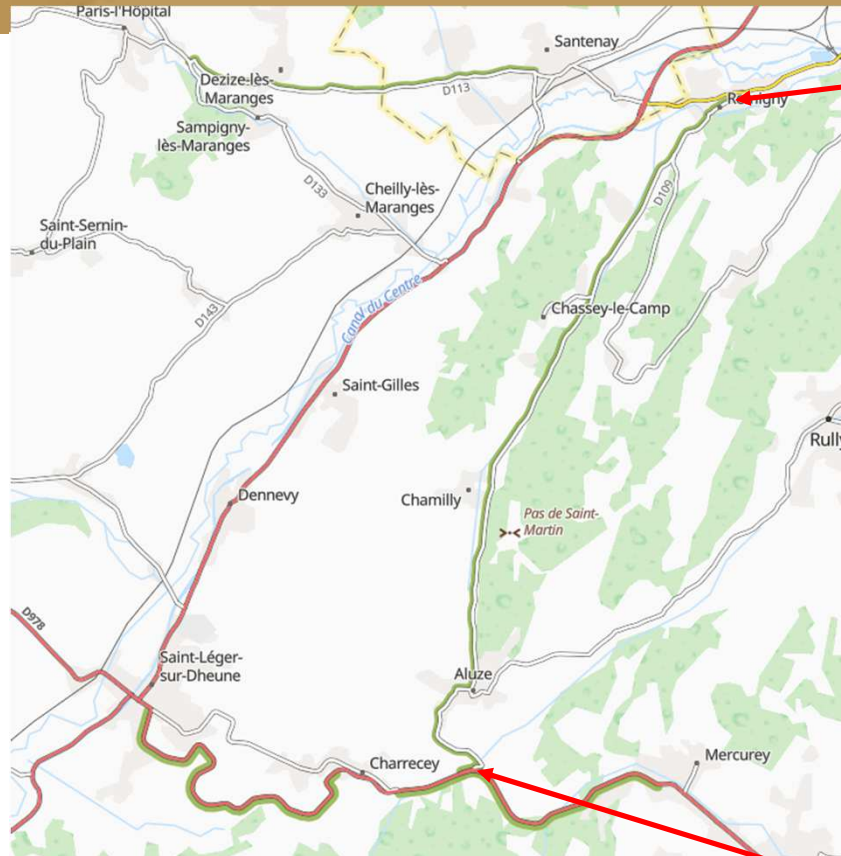 Paris-l'Hôpital
Santenay
Dezize-lès-
Maranges
D113
Sampigny-
lès-Maranges
D133
Cheilly-lès-
Maranges
D109
Saint-Sernin-
du-Plain
Canal du Centre
Chassey-le-Camp
D143
Saint-Gilles
Rully
Dennevy
Chamilly
Pas de Saint-
Martin
D978
Saint-Léger-
sur-Dheune
Aluze
Charrecey
Mercurey